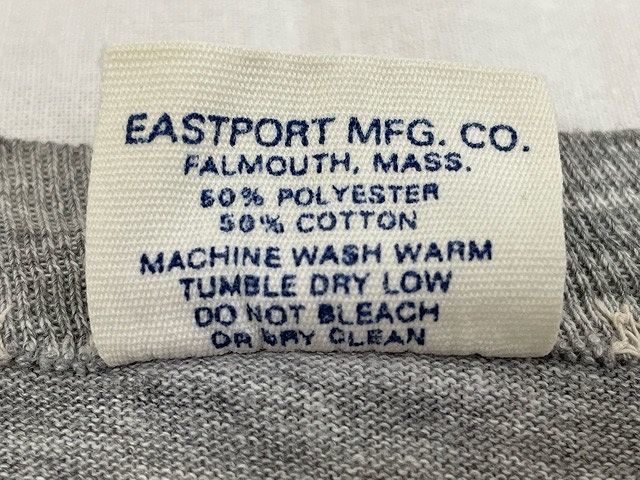 EASTPORT MFG. CO.
FALMOUTH, MASS.
50% POLYESTER
50% COTTON
MACHINE WASH WARM
TUMBLE DRY LOW
DO NOT BLEACH
OR DRY CLEAN